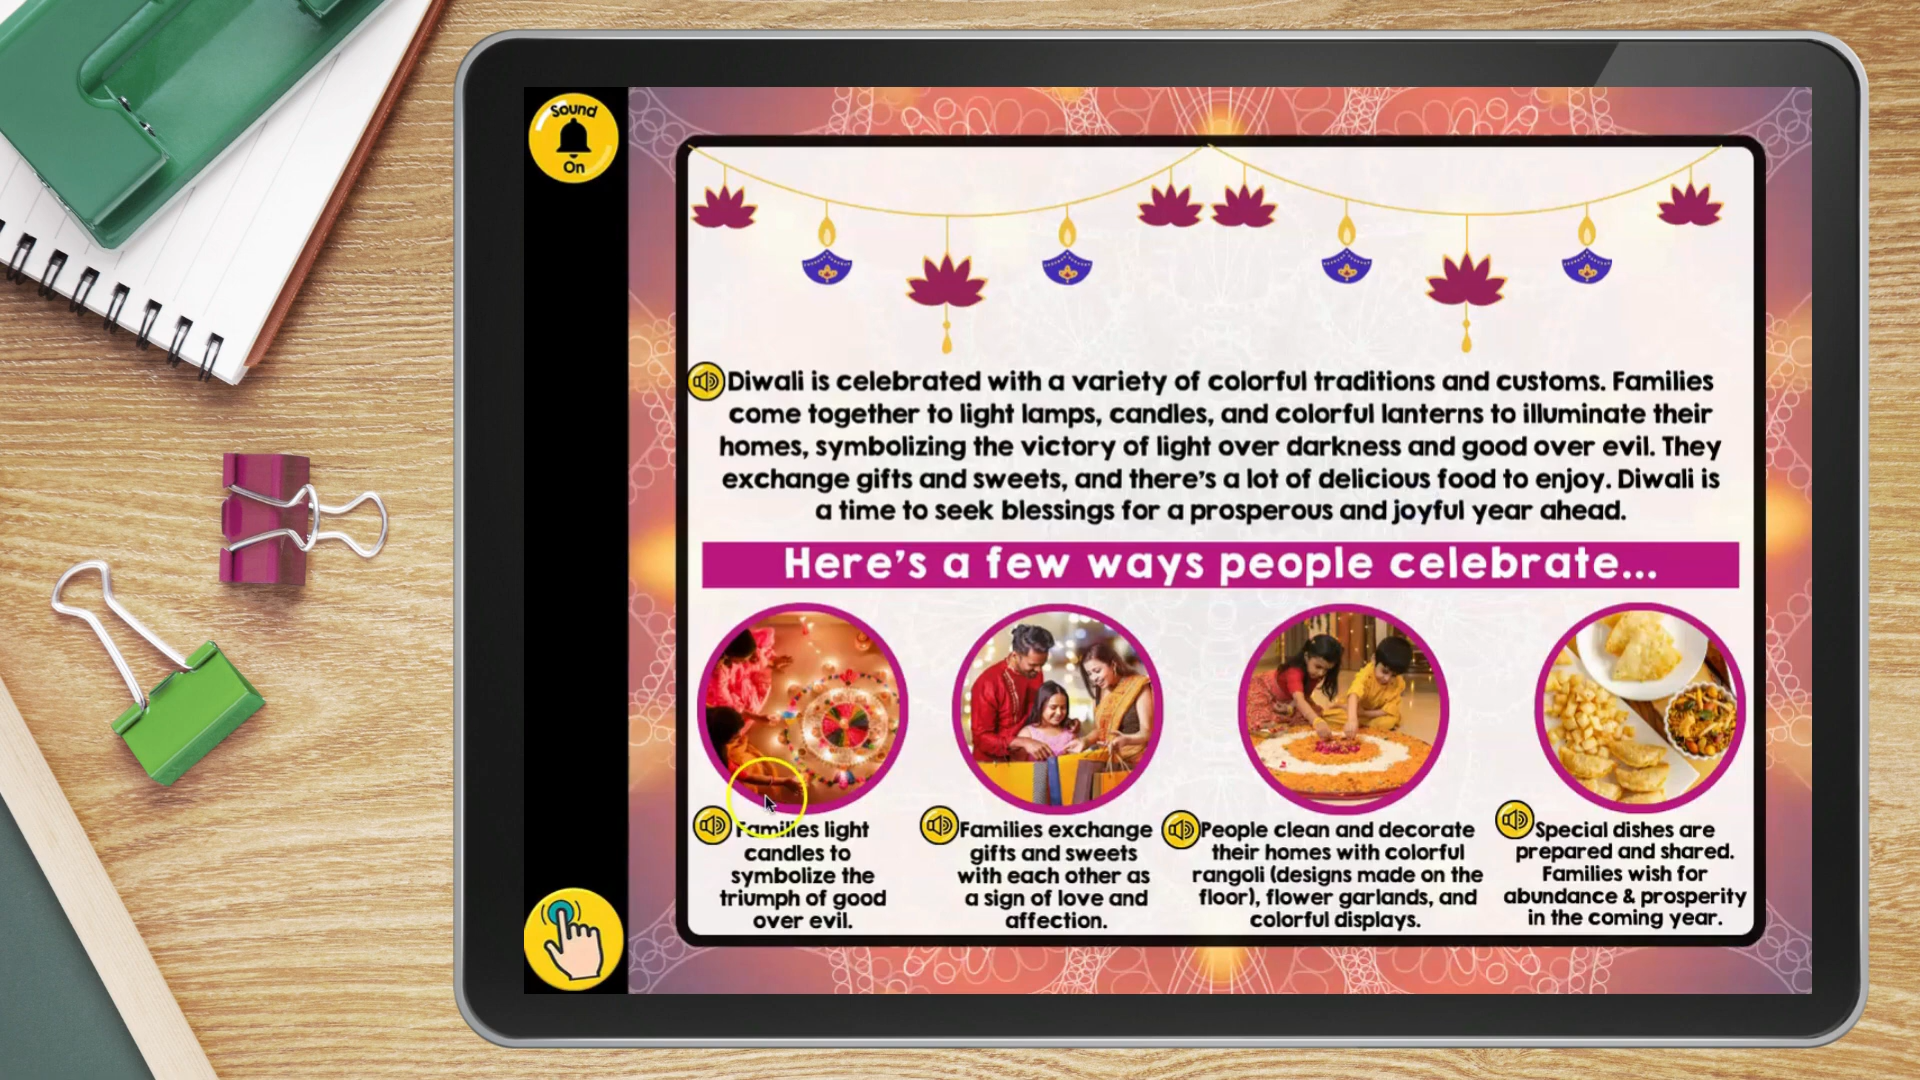 Sound
On
Diwali is celebrated with a variety of colorful traditions and customs. Families
come together to light lamps, candles, and colorful lanterns to illuminate their
homes, symbolizing the victory of light over darkness and good over evil. They
exchange gifts and sweets, and there's a lot of delicious food to enjoy. Diwali is
a time to seek blessings for a prosperous and joyful year ahead.
Here's a few ways people celebrate...
Families light
candles to
symbolize the
triumph of good
over evil.
Families exchange
gifts and sweets
with each other as
a sign of love and
affection.
People clean and decorate
their homes with colorful
rangoli (designs made on the
floor), flower garlands, and
colorful displays.
Special dishes are
prepared and shared.
Families wish for
abundance & prosperity
in the coming year.